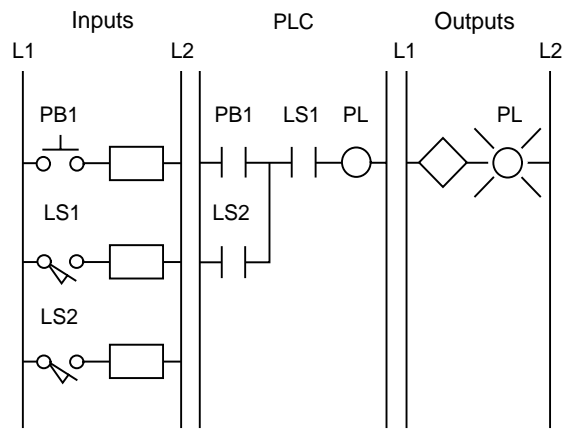 Inputs PLC Outputs
L1 L2 L1 L2
PB1 PB1 LS1 PL PL
LS1 LS2
LS2